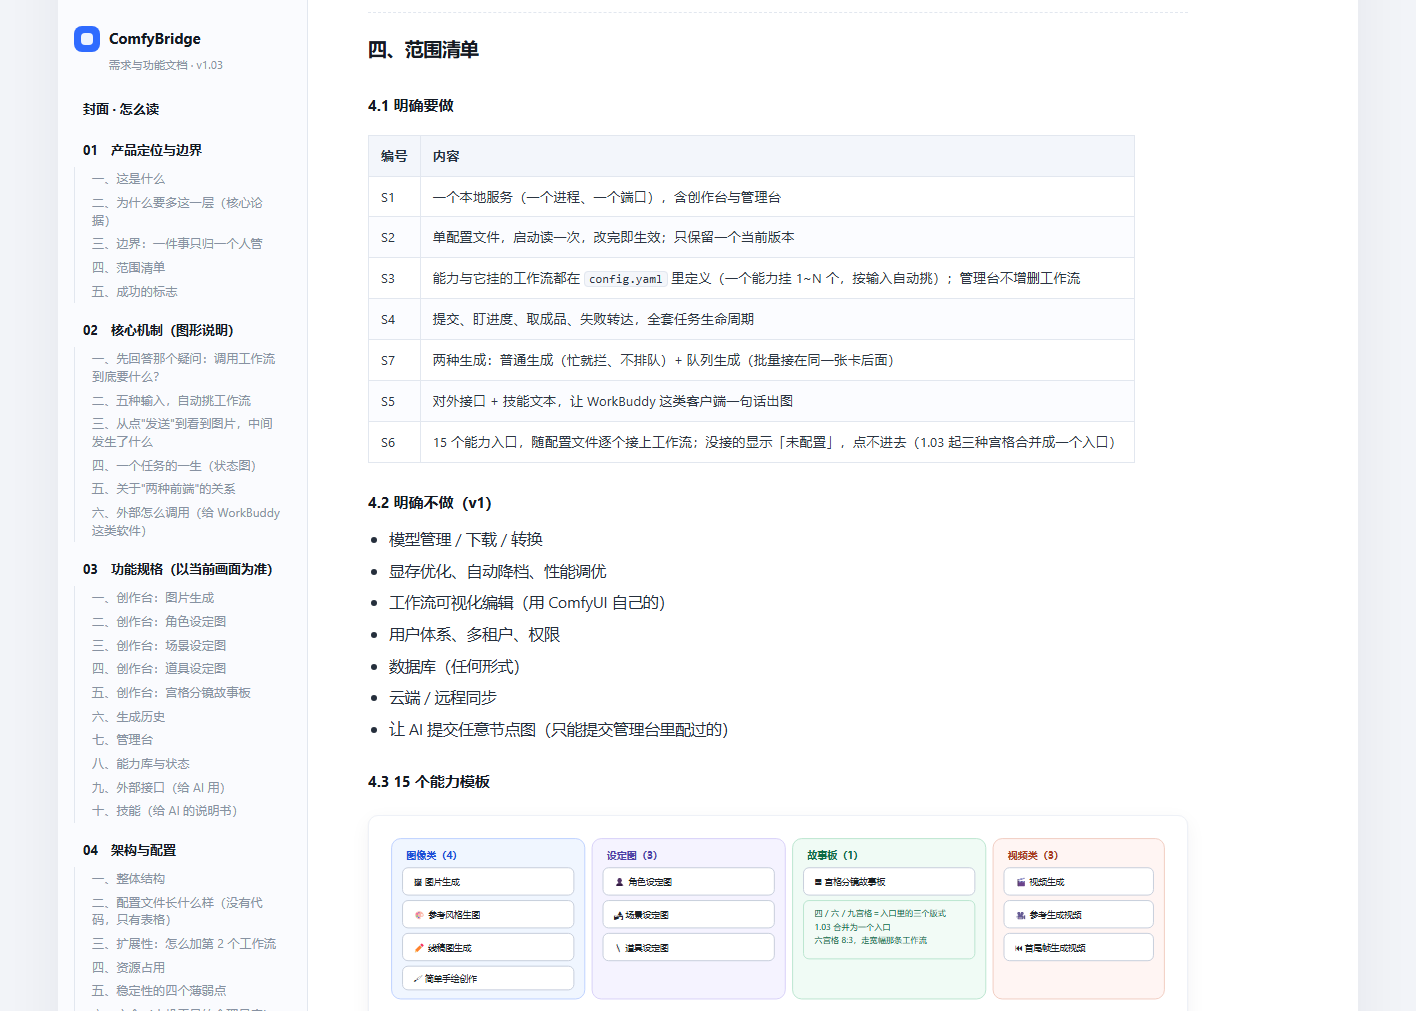 ComfyBridge
需求与功能文档 · v1.03
封面 · 怎么读
01 产品定位与边界
一、这是什么
二、为什么要多这一层（核心论
据）
三、边界：一件事只归一个人管
四、范围清单
五、成功的标志
02 核心机制（图形说明）
一、先回答那个疑问：调用工作流
到底要什么？
二、五种输入，自动挑工作流
三、从点"发送"到看到图片，中间
发生了什么
四、一个任务的一生（状态图）
五、关于"两种前端"的关系
六、外部怎么调用（给 WorkBuddy
这类软件）
03 功能规格（以当前画面为准）
一、创作台：图片生成
二、创作台：角色设定图
三、创作台：场景设定图
四、创作台：道具设定图
五、创作台：宫格分镜故事板
六、生成历史
七、管理台
八、能力库与状态
九、外部接口（给 AI 用）
十、技能（给 AI 的说明书）
04 架构与配置
一、整体结构
二、配置文件长什么样（没有代
码，只有表格）
三、扩展性：怎么加第 2 个工作流
四、资源占用
五、稳定性的四个薄弱点
四、范围清单
4.1 明确要做
编号 内容
S1 一个本地服务（一个进程、一个端口），含创作台与管理台
S2 单配置文件，启动读一次，改完即生效；只保留一个当前版本
S3 能力与它挂的工作流都在 config.yaml 里定义（一个能力挂 1~N 个，按输入自动挑）；管理台不增删工作流
S4 提交、盯进度、取成品、失败转达，全套任务生命周期
S7 两种生成：普通生成（忙就拦、不排队）+ 队列生成（批量接在同一张卡后面）
S5 对外接口 + 技能文本，让 WorkBuddy 这类客户端一句话出图
S6 15 个能力入口，随配置文件逐个接上工作流；没接的显示「未配置」，点不进去（1.03 起三种宫格合并成一个入口）
4.2 明确不做（v1）
• 模型管理 / 下载 / 转换
• 显存优化、自动降档、性能调优
• 工作流可视化编辑（用 ComfyUI 自己的）
• 用户体系、多租户、权限
• 数据库（任何形式）
• 云端 / 远程同步
• 让 AI 提交任意节点图（只能提交管理台里配过的）
4.3 15 个能力模板
图像类（4）
图片生成
参考风格生图
线稿图生成
简单手绘创作
设定图（3）
角色设定图
场景设定图
道具设定图
故事板（1）
宫格分镜故事板
四 / 六 / 九宫格 = 入口里的三个版式
1.03 合并为一个入口
六宫格 8:3，走宽幅那条工作流
视频类（3）
视频生成
参考生成视频
首尾帧生成视频